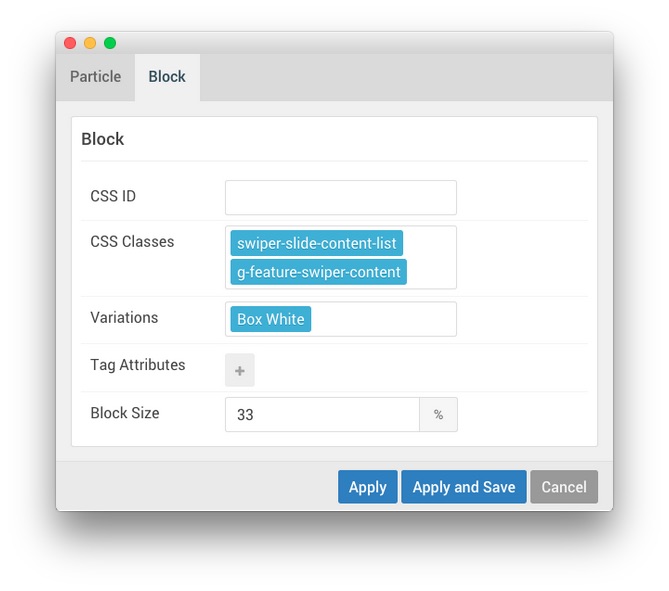 Particle Block
Block
CSS ID
CSS Classes swiper-slide-content-list
g-feature-swiper-content
Variations Box White
Tag Attributes +
Block Size 33 %
Apply Apply and Save Cancel